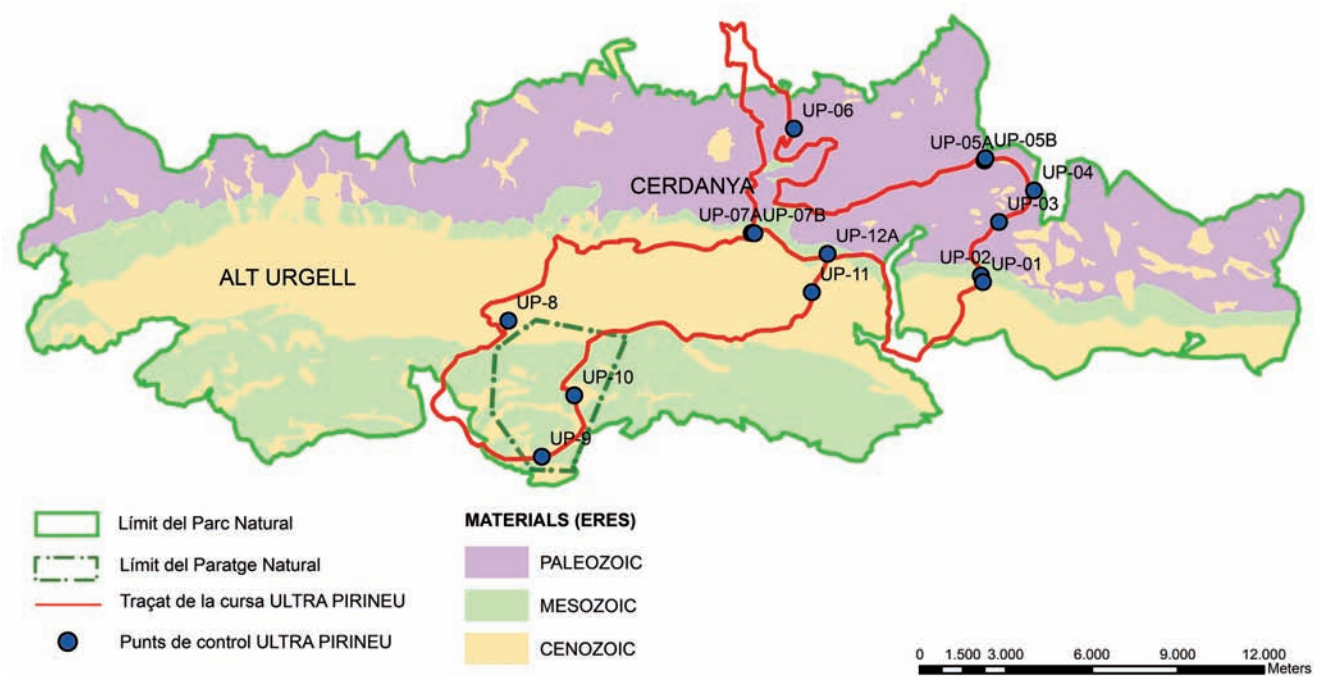 UP-06
UP-05A UP-05B
UP-04
CERDANYA
UP-03
UP-07A UP-07B
UP-12A
UP-02 UP-01
ALT URGELL
UP-11
UP-8
UP-10
UP-9
Límit del Parc Natural
Límit del Paratge Natural
Traçat de la cursa ULTRA PIRINEU
Punts de control ULTRA PIRINEU
MATERIALS (ERES)
PALEOZOIC
MESOZOIC
CENOZOIC
0 1.500 3.000 6.000 9.000 12.000
Meters